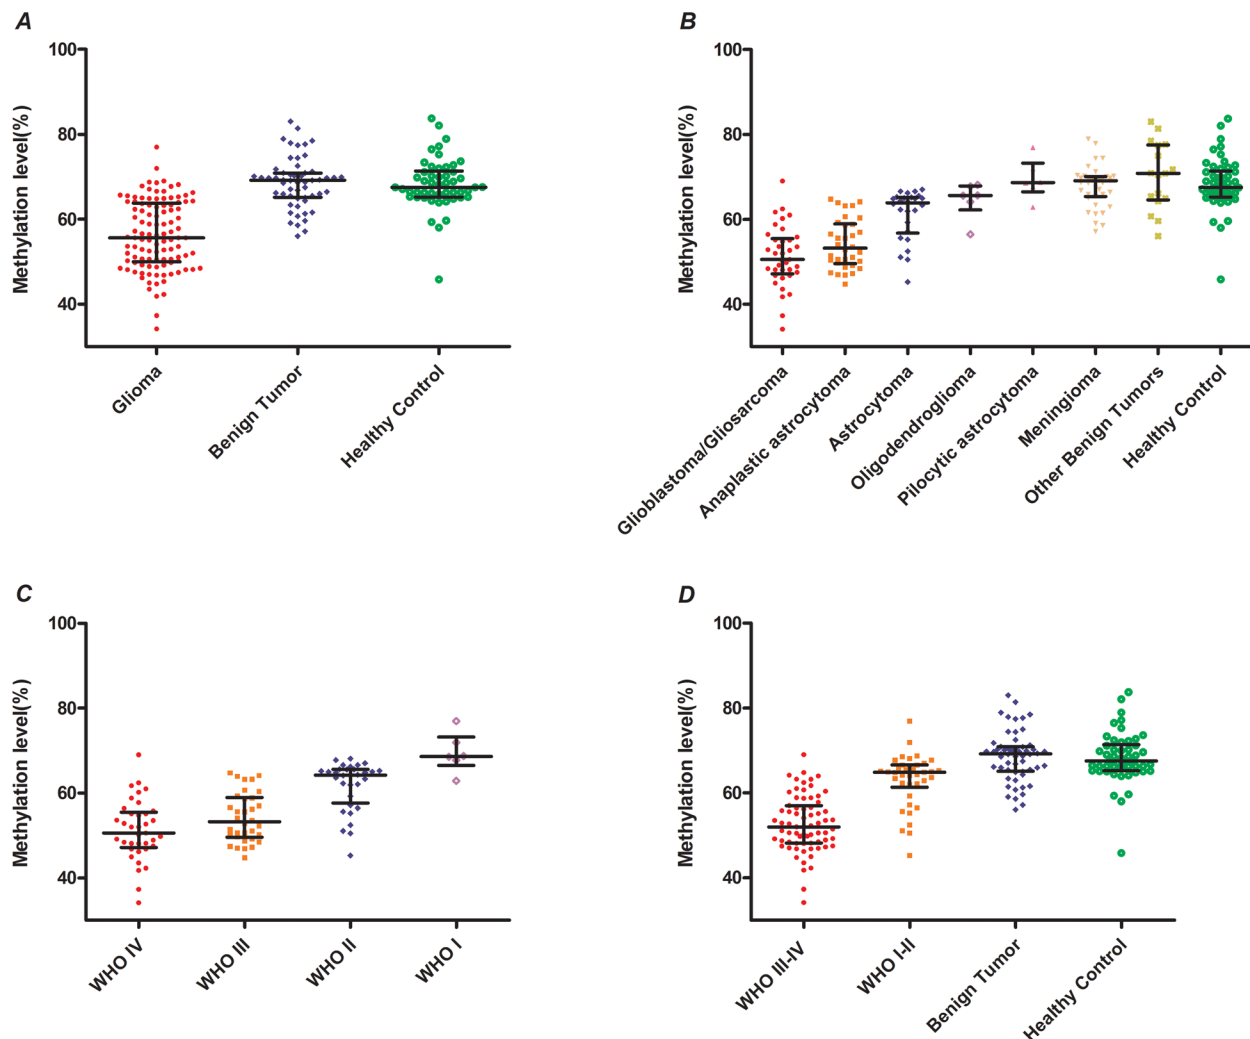 A
Methylation level(%)
100
80
60
40
Glioma
Benign Tumor
Healthy Control
B
Methylation level(%)
100
80
60
40
Glioblastoma/Gliosarcoma
Anaplastic astrocytoma
Astrocytoma
Oligodendroglioma
Pilocytic astrocytoma
Meningioma
Other Benign Tumors
Healthy Control
C
Methylation level(%)
100
80
60
40
WHO IV
WHO III
WHO II
WHO I
D
Methylation level(%)
100
80
60
40
WHO III-IV
WHO I-II
Benign Tumor
Healthy Control